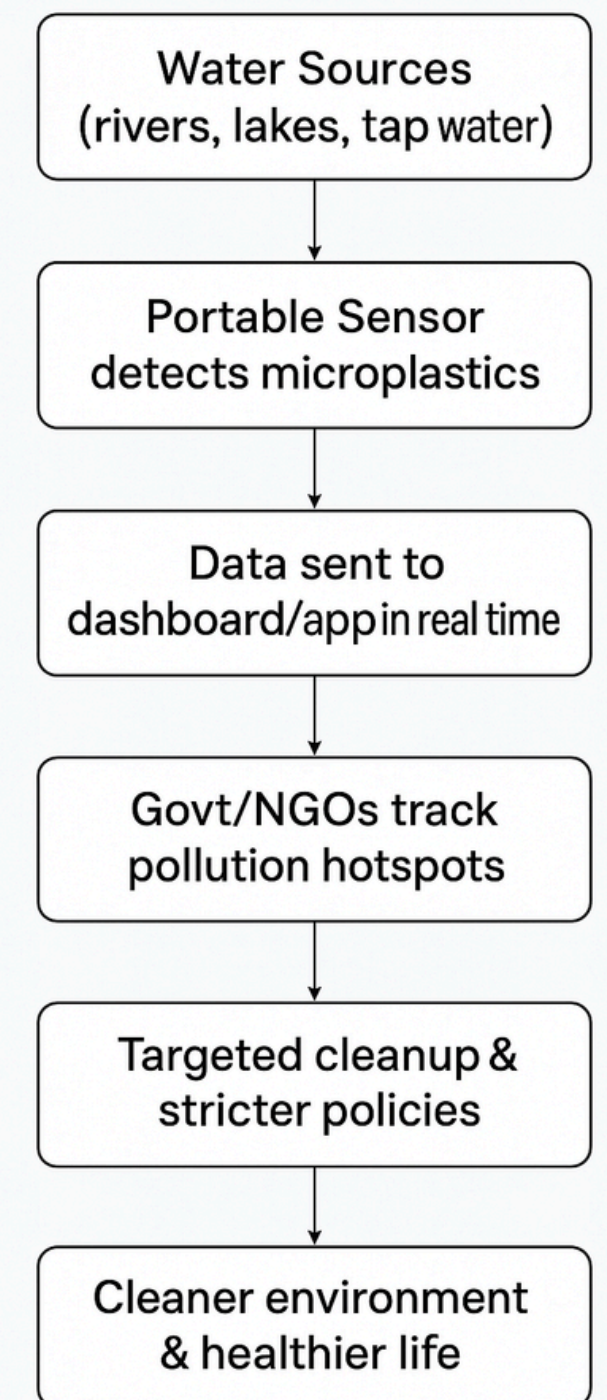 Water Sources
(rivers, lakes, tap water)
Portable Sensor
detects microplastics
Data sent to
dashboard/app in real time
Govt/NGOs track
pollution hotspots
Targeted cleanup &
stricter policies
Cleaner environment
& healthier life